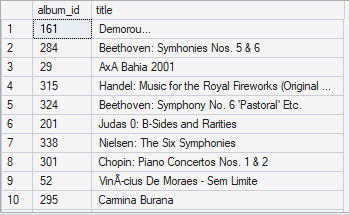 album_id title
1 161 Demorou...
2 284 Beethoven: Symhonies Nos. 5 & 6
3 29 AxA Bahia 2001
4 315 Handel: Music for the Royal Fireworks (Original ...
5 324 Beethoven: Symphony No. 6 'Pastoral' Etc.
6 201 Judas 0: B-Sides and Rarities
7 338 Nielsen: The Six Symphonies
8 301 Chopin: Piano Concertos Nos. 1 & 2
9 52 VinÃ-cius De Moraes - Sem Limite
10 295 Carmina Burana